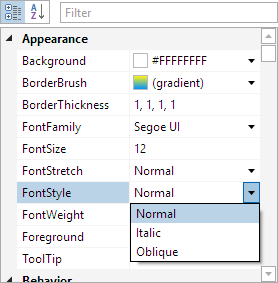 A Z Filter
Appearance
Background #FFFFFFFF
BorderBrush (gradient)
BorderThickness 1, 1, 1, 1
FontFamily Segoe UI
FontSize 12
FontStretch Normal
FontStyle Normal
FontWeight Normal
Foreground Italic
ToolTip Oblique
Behavior